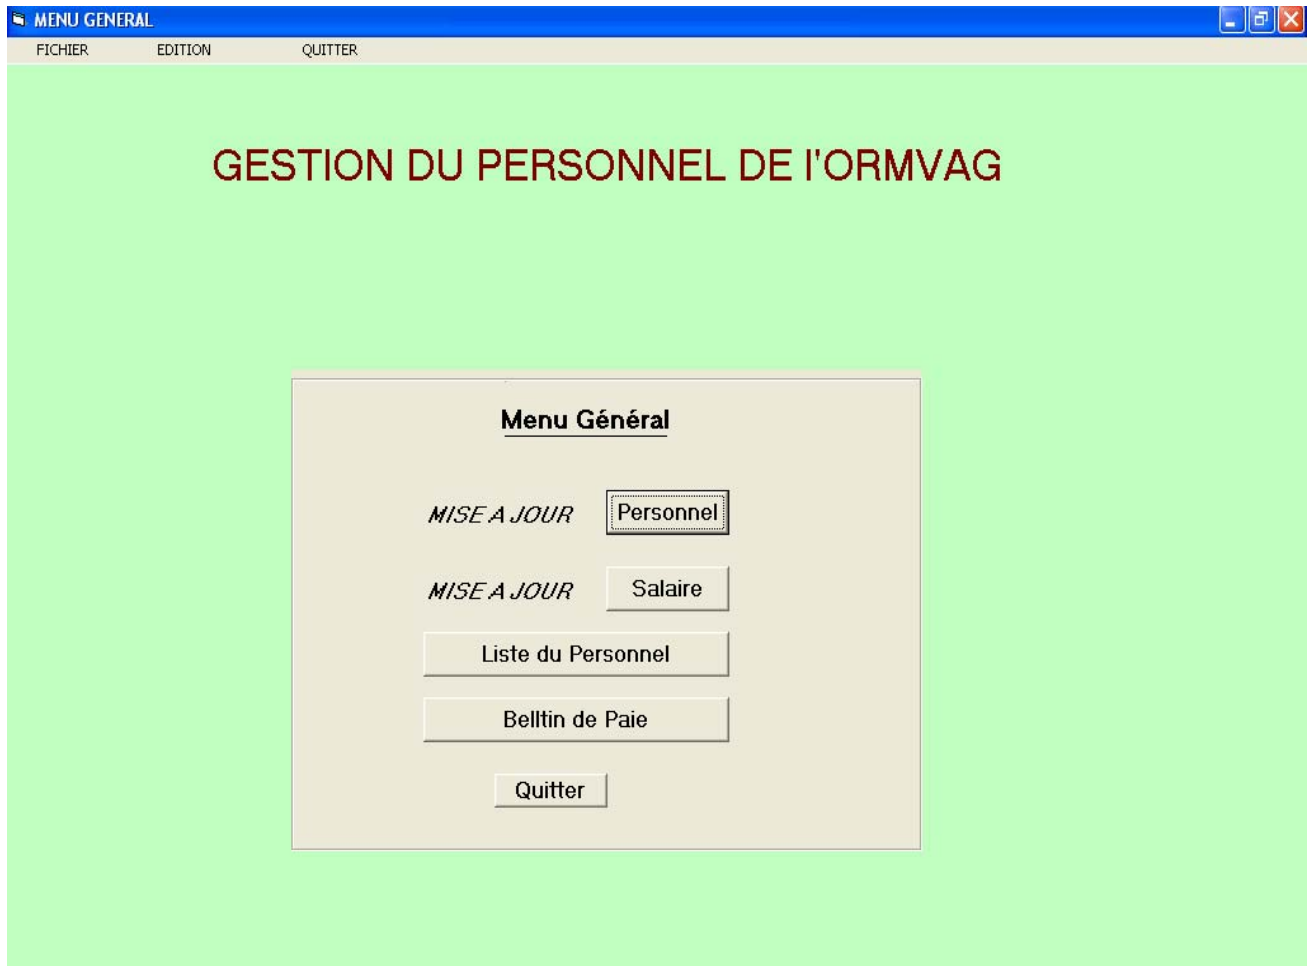 MENU GENERAL
FICHIER EDITION QUITTER
GESTION DU PERSONNEL DE l'ORMVAG
Menu Général
MISE A JOUR Personnel
MISE A JOUR Salaire
Liste du Personnel
Belltin de Paie
Quitter